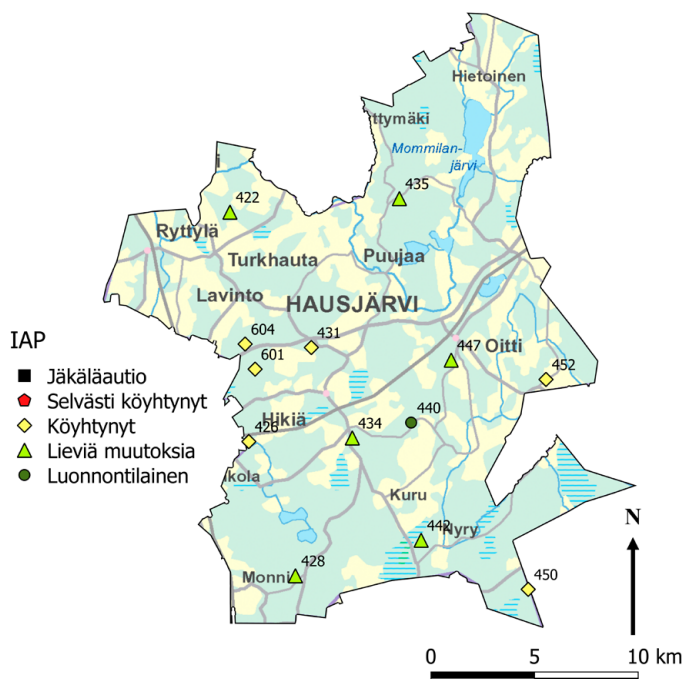 Hietoinen
ttymäki
Mommilan-
järvi
i
422
435
Ryttylä
Turkhauta
Puujaa
Lavinto
HAUSJÄRVI
604
431
601
447
Oitti
452
IAP
Jäkäläautio
Selvästi köyhtynyt
Köyhtynyt
Lieviä muutoksia
Luonnontilainen
Hikiä
426
434
440
ikola
Kuru
442
Nyry
428
Monni
450
N
0 5 10 km